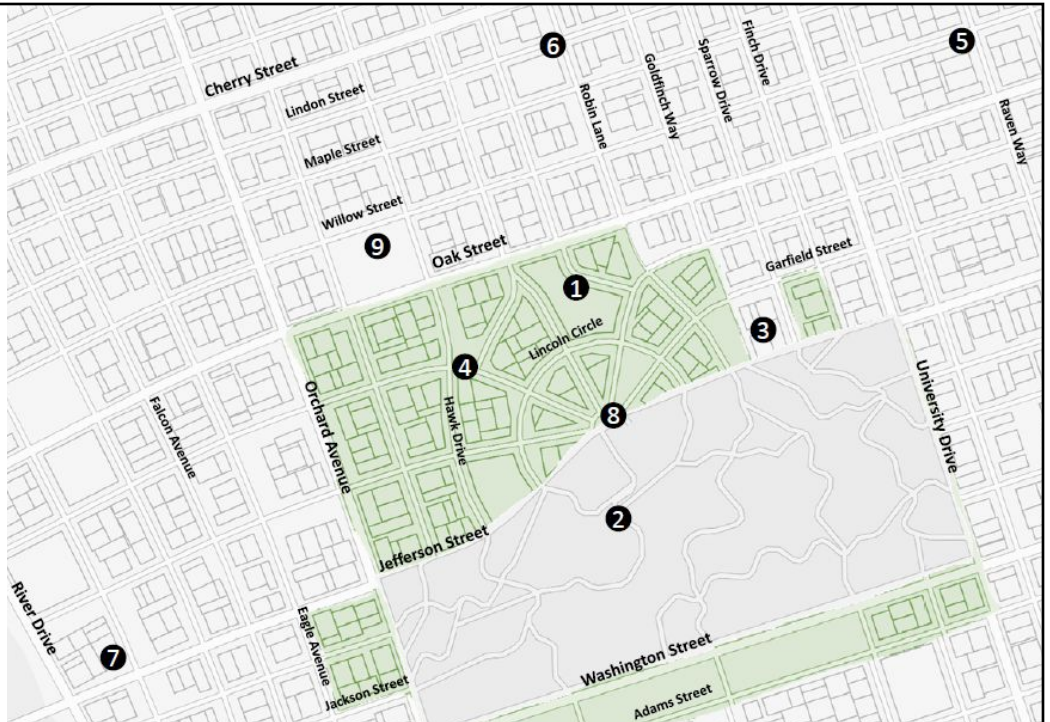 6
5
Cherry Street
Lindon Street
Robin Lane
Goldfinch Way
Sparrow Drive
Finch Drive
Raven Way
Maple Street
Willow Street
9
Oak Street
Garfield Street
1
Lincoln Circle
3
4
Orchard Avenue
Falcon Avenue
Hawk Drive
8
University Drive
2
Jefferson Street
River Drive
7
Eagle Avenue
Jackson Street
Washington Street
Adams Street